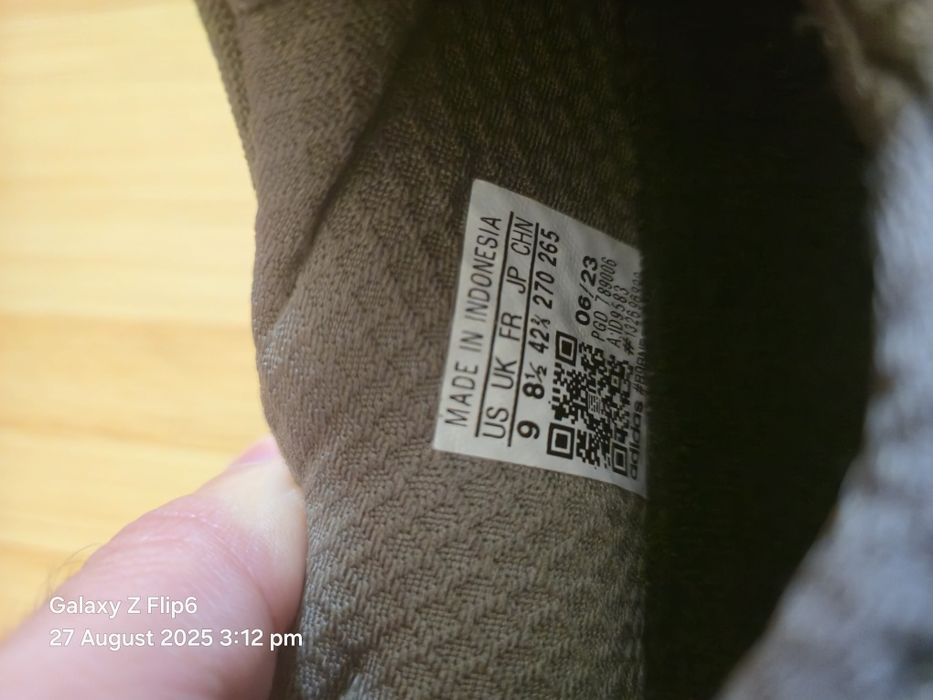 MADE IN INDONESIA
US UK FR JP CHN
9 8½ 42⅔ 270 265
06/23
PGD 789006
adidas
Galaxy Z Flip6
27 August 2025 3:12 pm